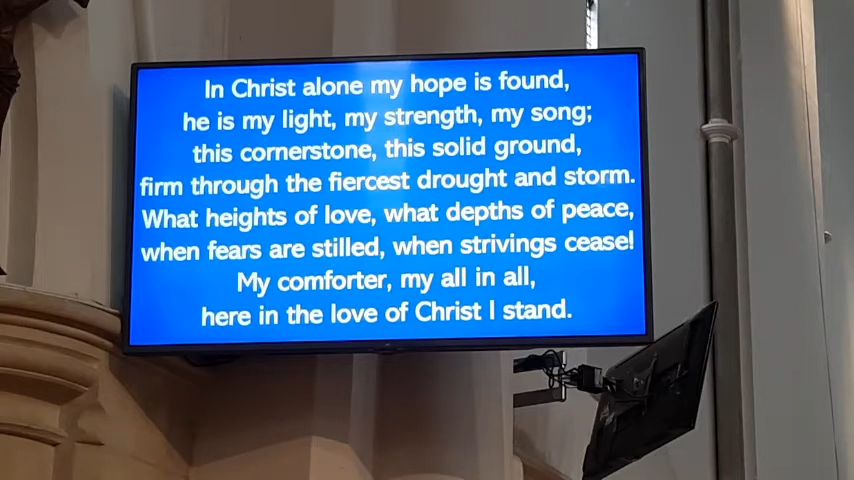 In Christ alone my hope is found,
he is my light, my strength, my song;
this cornerstone, this solid ground,
firm through the fiercest drought and storm.
What heights of love, what depths of peace,
when fears are stilled, when strivings cease!
My comforter, my all in all,
here in the love of Christ I stand.